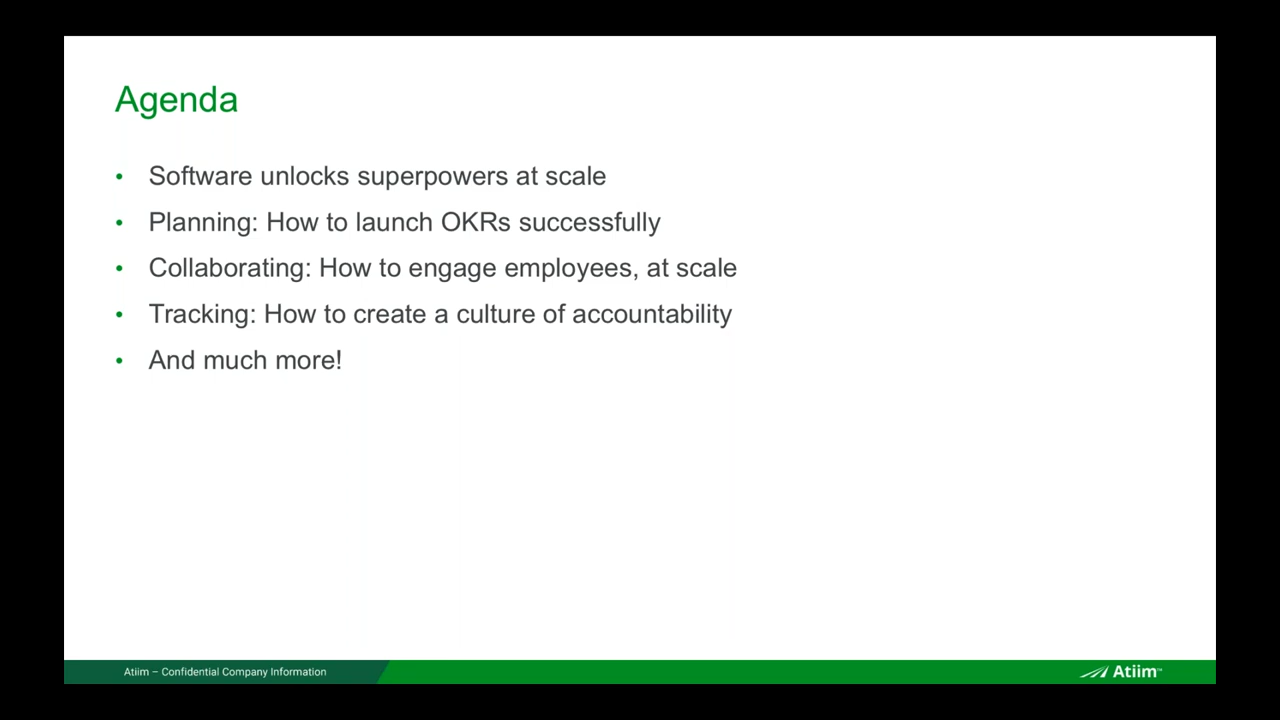 Agenda
• Software unlocks superpowers at scale
• Planning: How to launch OKRs successfully
• Collaborating: How to engage employees, at scale
• Tracking: How to create a culture of accountability
• And much more!
Atiim – Confidential Company Information
Atiim™